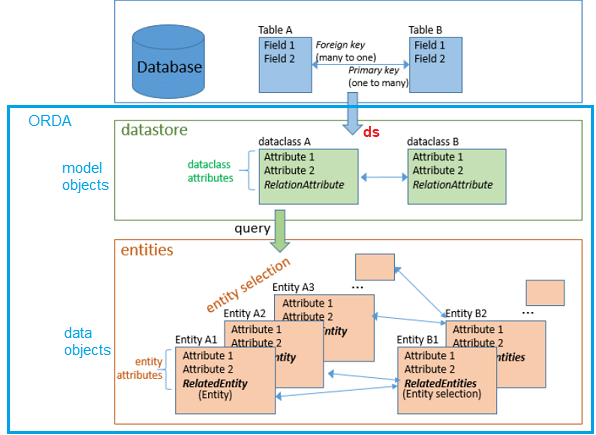 Database
Table A
Field 1
Field 2
Foreign key
(many to one)
Primary key
(one to many)
Table B
Field 1
Field 2
ORDA
ds
datastore
model
objects
dataclass
attributes
dataclass A
Attribute 1
Attribute 2
RelationAttribute
dataclass B
Attribute 1
Attribute 2
RelationAttribute
query
entities
entity selection
data
objects
entity
attributes
...
Entity A3
Attribute 1
Attribute 2
Entity
Entity A2
Attribute 1
Attribute 2
ntity
Entity A1
Attribute 1
Attribute 2
RelatedEntity
(Entity)
...
Entity B2
Attribute 1
Attribute 2
ntities
Entity B1
Attribute 1
Attribute 2
RelatedEntities
(Entity selection)